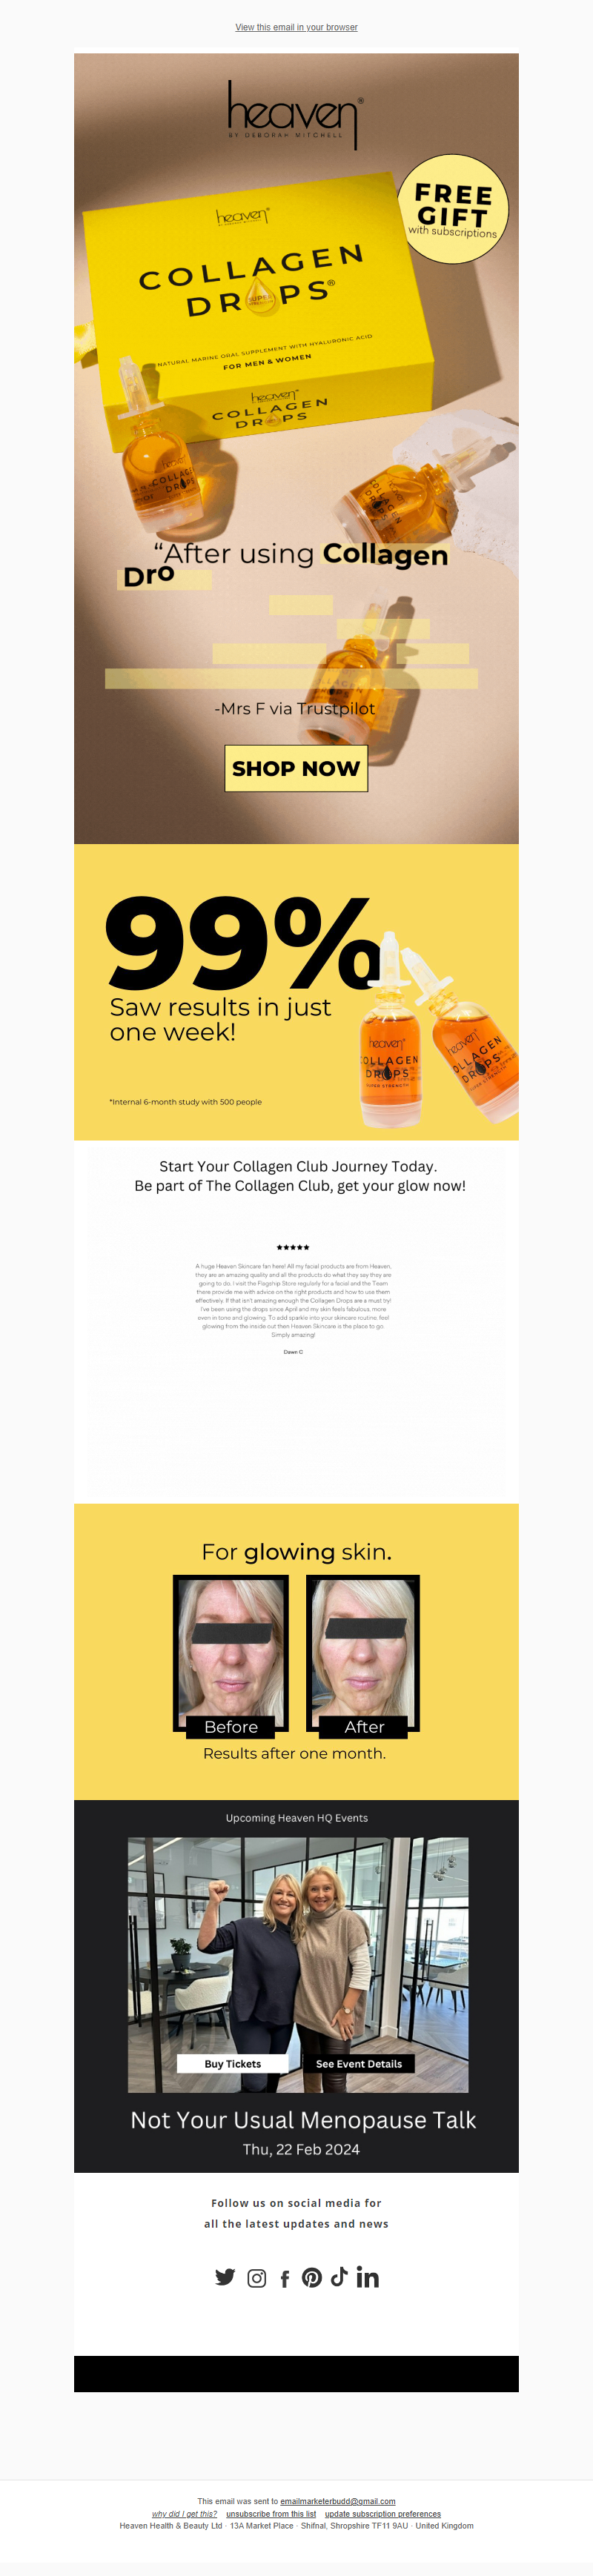 View this email in your browser
heaven®
BY DEBORAH MITCHELL
FREE
GIFT
with subscriptions
heaven®
BY DEBORAH MITCHELL
COLLAGEN
DROPS®
SUPER
STRENGTH
NATURAL MARINE ORAL SUPPLEMENT WITH HYALURONIC ACID
FOR MEN & WOMEN
heaven®
COLLAGEN
DROPS
heaven
COLLAGEN
DROPS
COLLAGEN
DROPS
“After using Collagen
Dro
-Mrs F via Trustpilot
SHOP NOW
99%
Saw results in just
one week!
*Internal 6-month study with 500 people
heaven®
COLLAGEN
DROPS
SUPER STRENGTH
heaven®
COLLAGEN
DROPS
SUPER STRENGTH
Start Your Collagen Club Journey Today.
Be part of The Collagen Club, get your glow now!
★★★★★
A huge Heaven Skincare fan here! All my facial products are from Heaven,
they are an amazing quality and all the products do what they say they are
going to do. I visit the Flagship Store regularly for a facial and the Team
there provide me with advice on the right products and how to use them
effectively. If that isn't amazing enough the Collagen Drops are a must try!
I've been using the drops since April and my skin feels fabulous, more
even in tone and glowing. To add sparkle into your skincare routine, feel
glowing from the inside out then Heaven Skincare is the place to go
Simply amazing!
Dawn C
For glowing skin.
Before
After
Results after one month.
Upcoming Heaven HQ Events
Buy Tickets
See Event Details
Not Your Usual Menopause Talk
Thu, 22 Feb 2024
Follow us on social media for
all the latest updates and news
This email was sent to emailmarketerbudd@gmail.com
why did I get this? unsubscribe from this list update subscription preferences
Heaven Health & Beauty Ltd · 13A Market Place · Shifnal, Shropshire TF11 9AU · United Kingdom